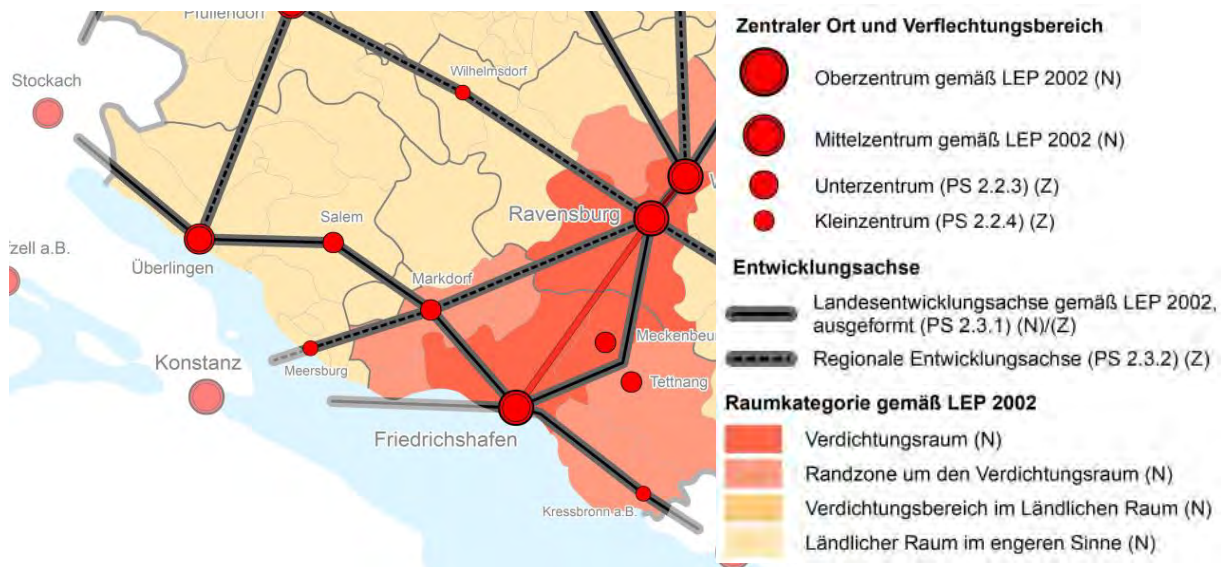 Pfullendorf
Stockach
Wilhelmsdorf
Ravensburg
Salem
fzell a.B.
Überlingen
Markdorf
Meckenbeu
Konstanz
Meersburg
Tettnang
Friedrichshafen
Kressbronn a.B.
Zentraler Ort und Verflechtungsbereich
Oberzentrum gemäß LEP 2002 (N)
Mittelzentrum gemäß LEP 2002 (N)
Unterzentrum (PS 2.2.3) (Z)
Kleinzentrum (PS 2.2.4) (Z)
Entwicklungsachse
Landesentwicklungsachse gemäß LEP 2002,
ausgeformt (PS 2.3.1) (N)/(Z)
Regionale Entwicklungsachse (PS 2.3.2) (Z)
Raumkategorie gemäß LEP 2002
Verdichtungsraum (N)
Randzone um den Verdichtungsraum (N)
Verdichtungsbereich im Ländlichen Raum (N)
Ländlicher Raum im engeren Sinne (N)